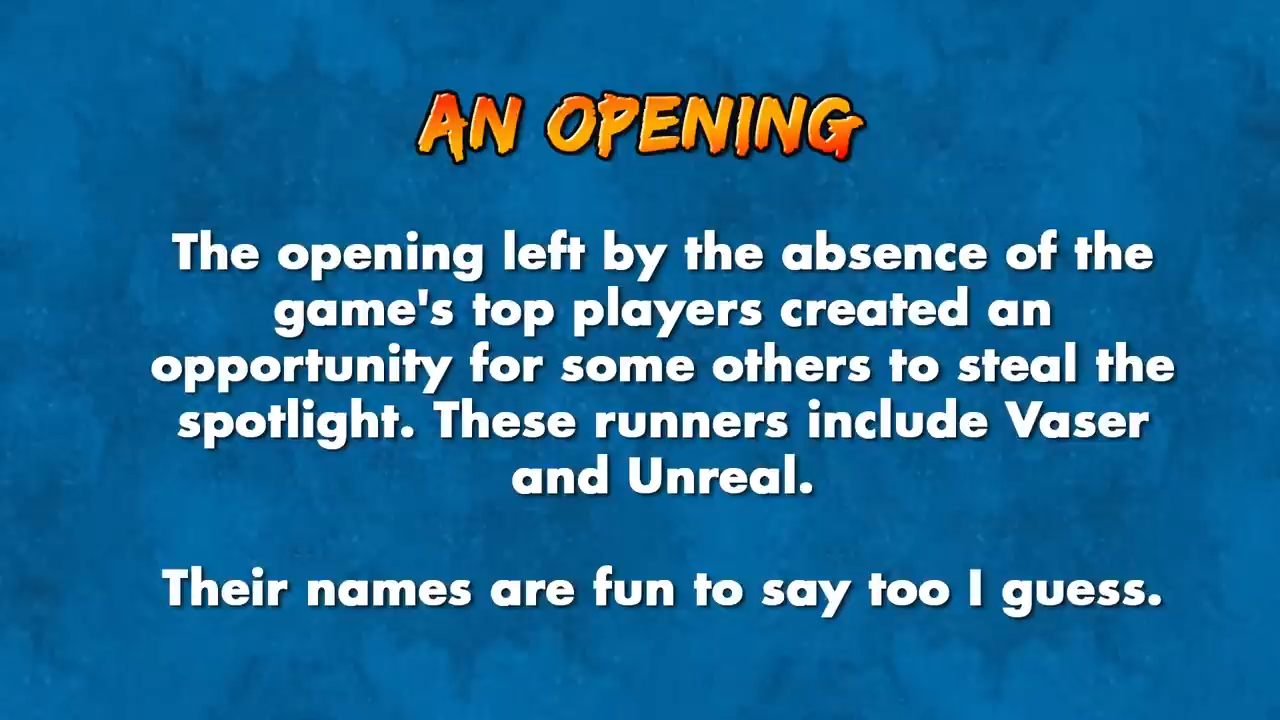 AN OPENING
The opening left by the absence of the
game's top players created an
opportunity for some others to steal the
spotlight. These runners include Vaser
and Unreal.
Their names are fun to say too I guess.